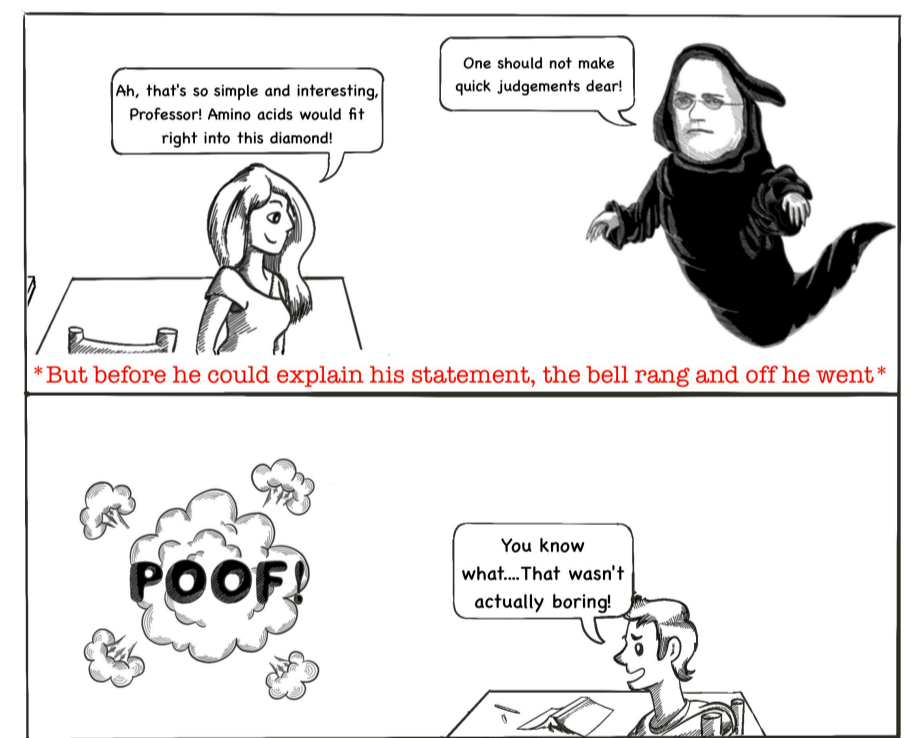 Ah, that's so simple and interesting,
Professor! Amino acids would fit
right into this diamond!
One should not make
quick judgements dear!
*But before he could explain his statement, the bell rang and off he went*
POOF!
You know
what....That wasn't
actually boring!